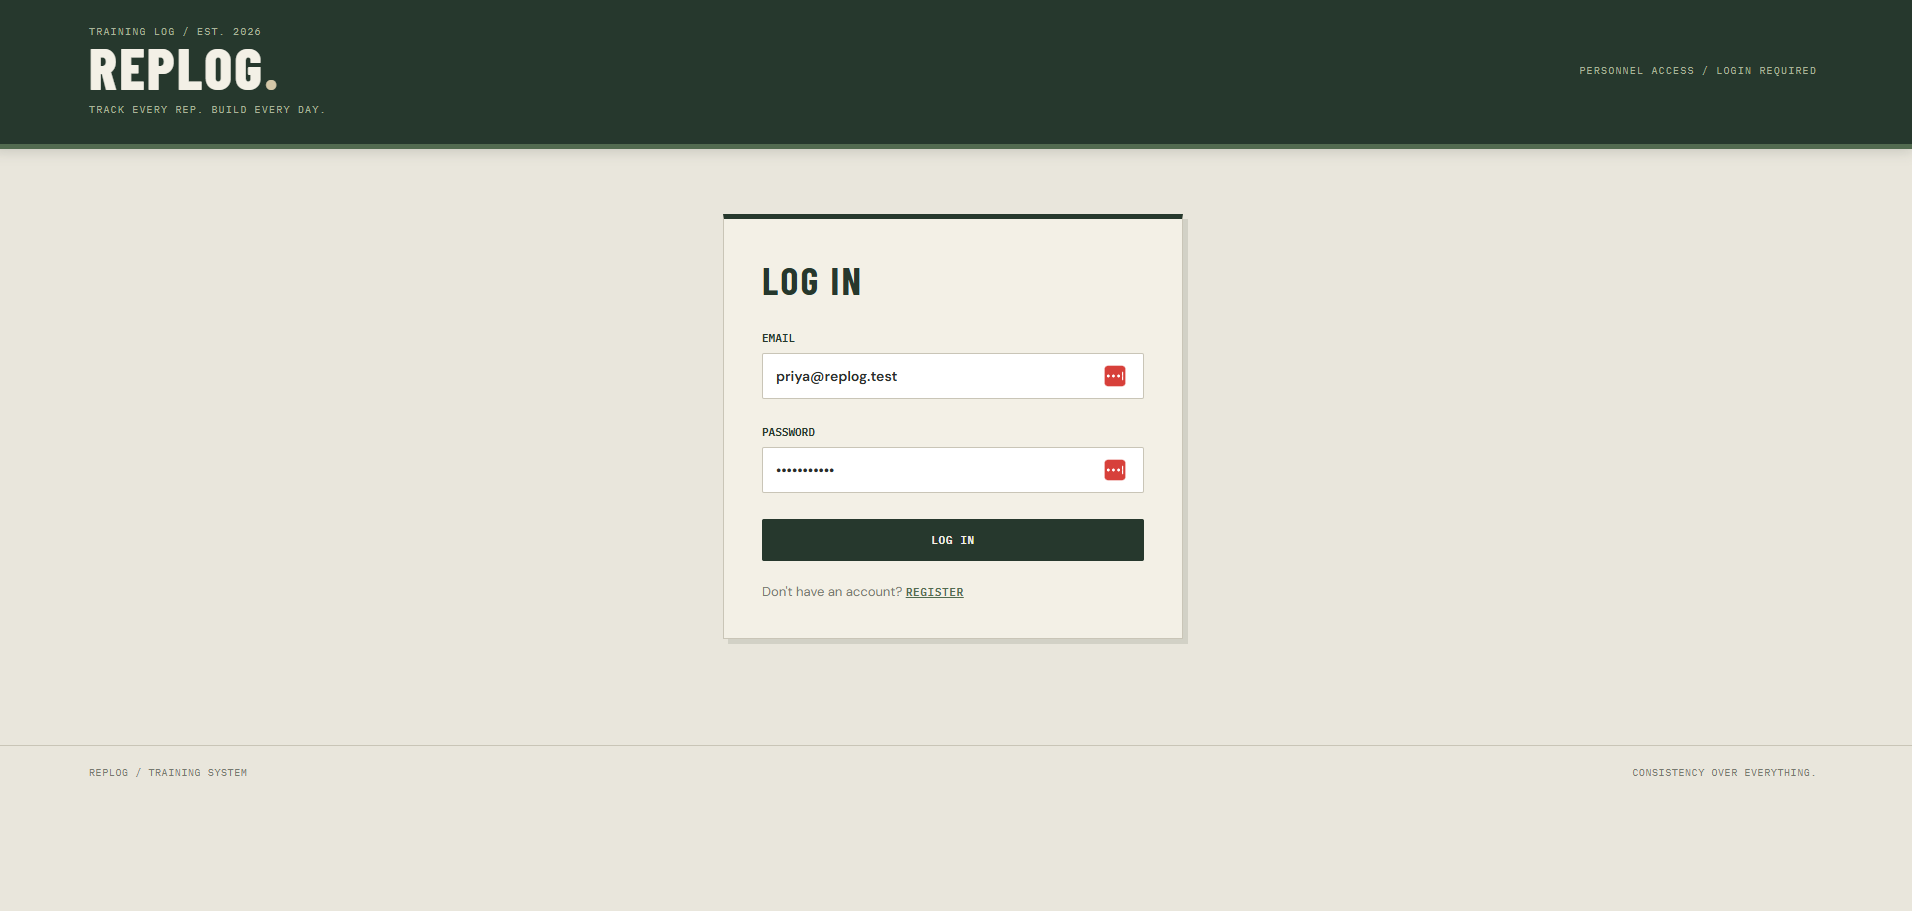 TRAINING LOG / EST. 2026
REPLOG.
TRACK EVERY REP. BUILD EVERY DAY.
PERSONNEL ACCESS / LOGIN REQUIRED
LOG IN
EMAIL
priya@replog.test
PASSWORD
•••••••••••
LOG IN
Don't have an account? REGISTER
REPLOG / TRAINING SYSTEM
CONSISTENCY OVER EVERYTHING.